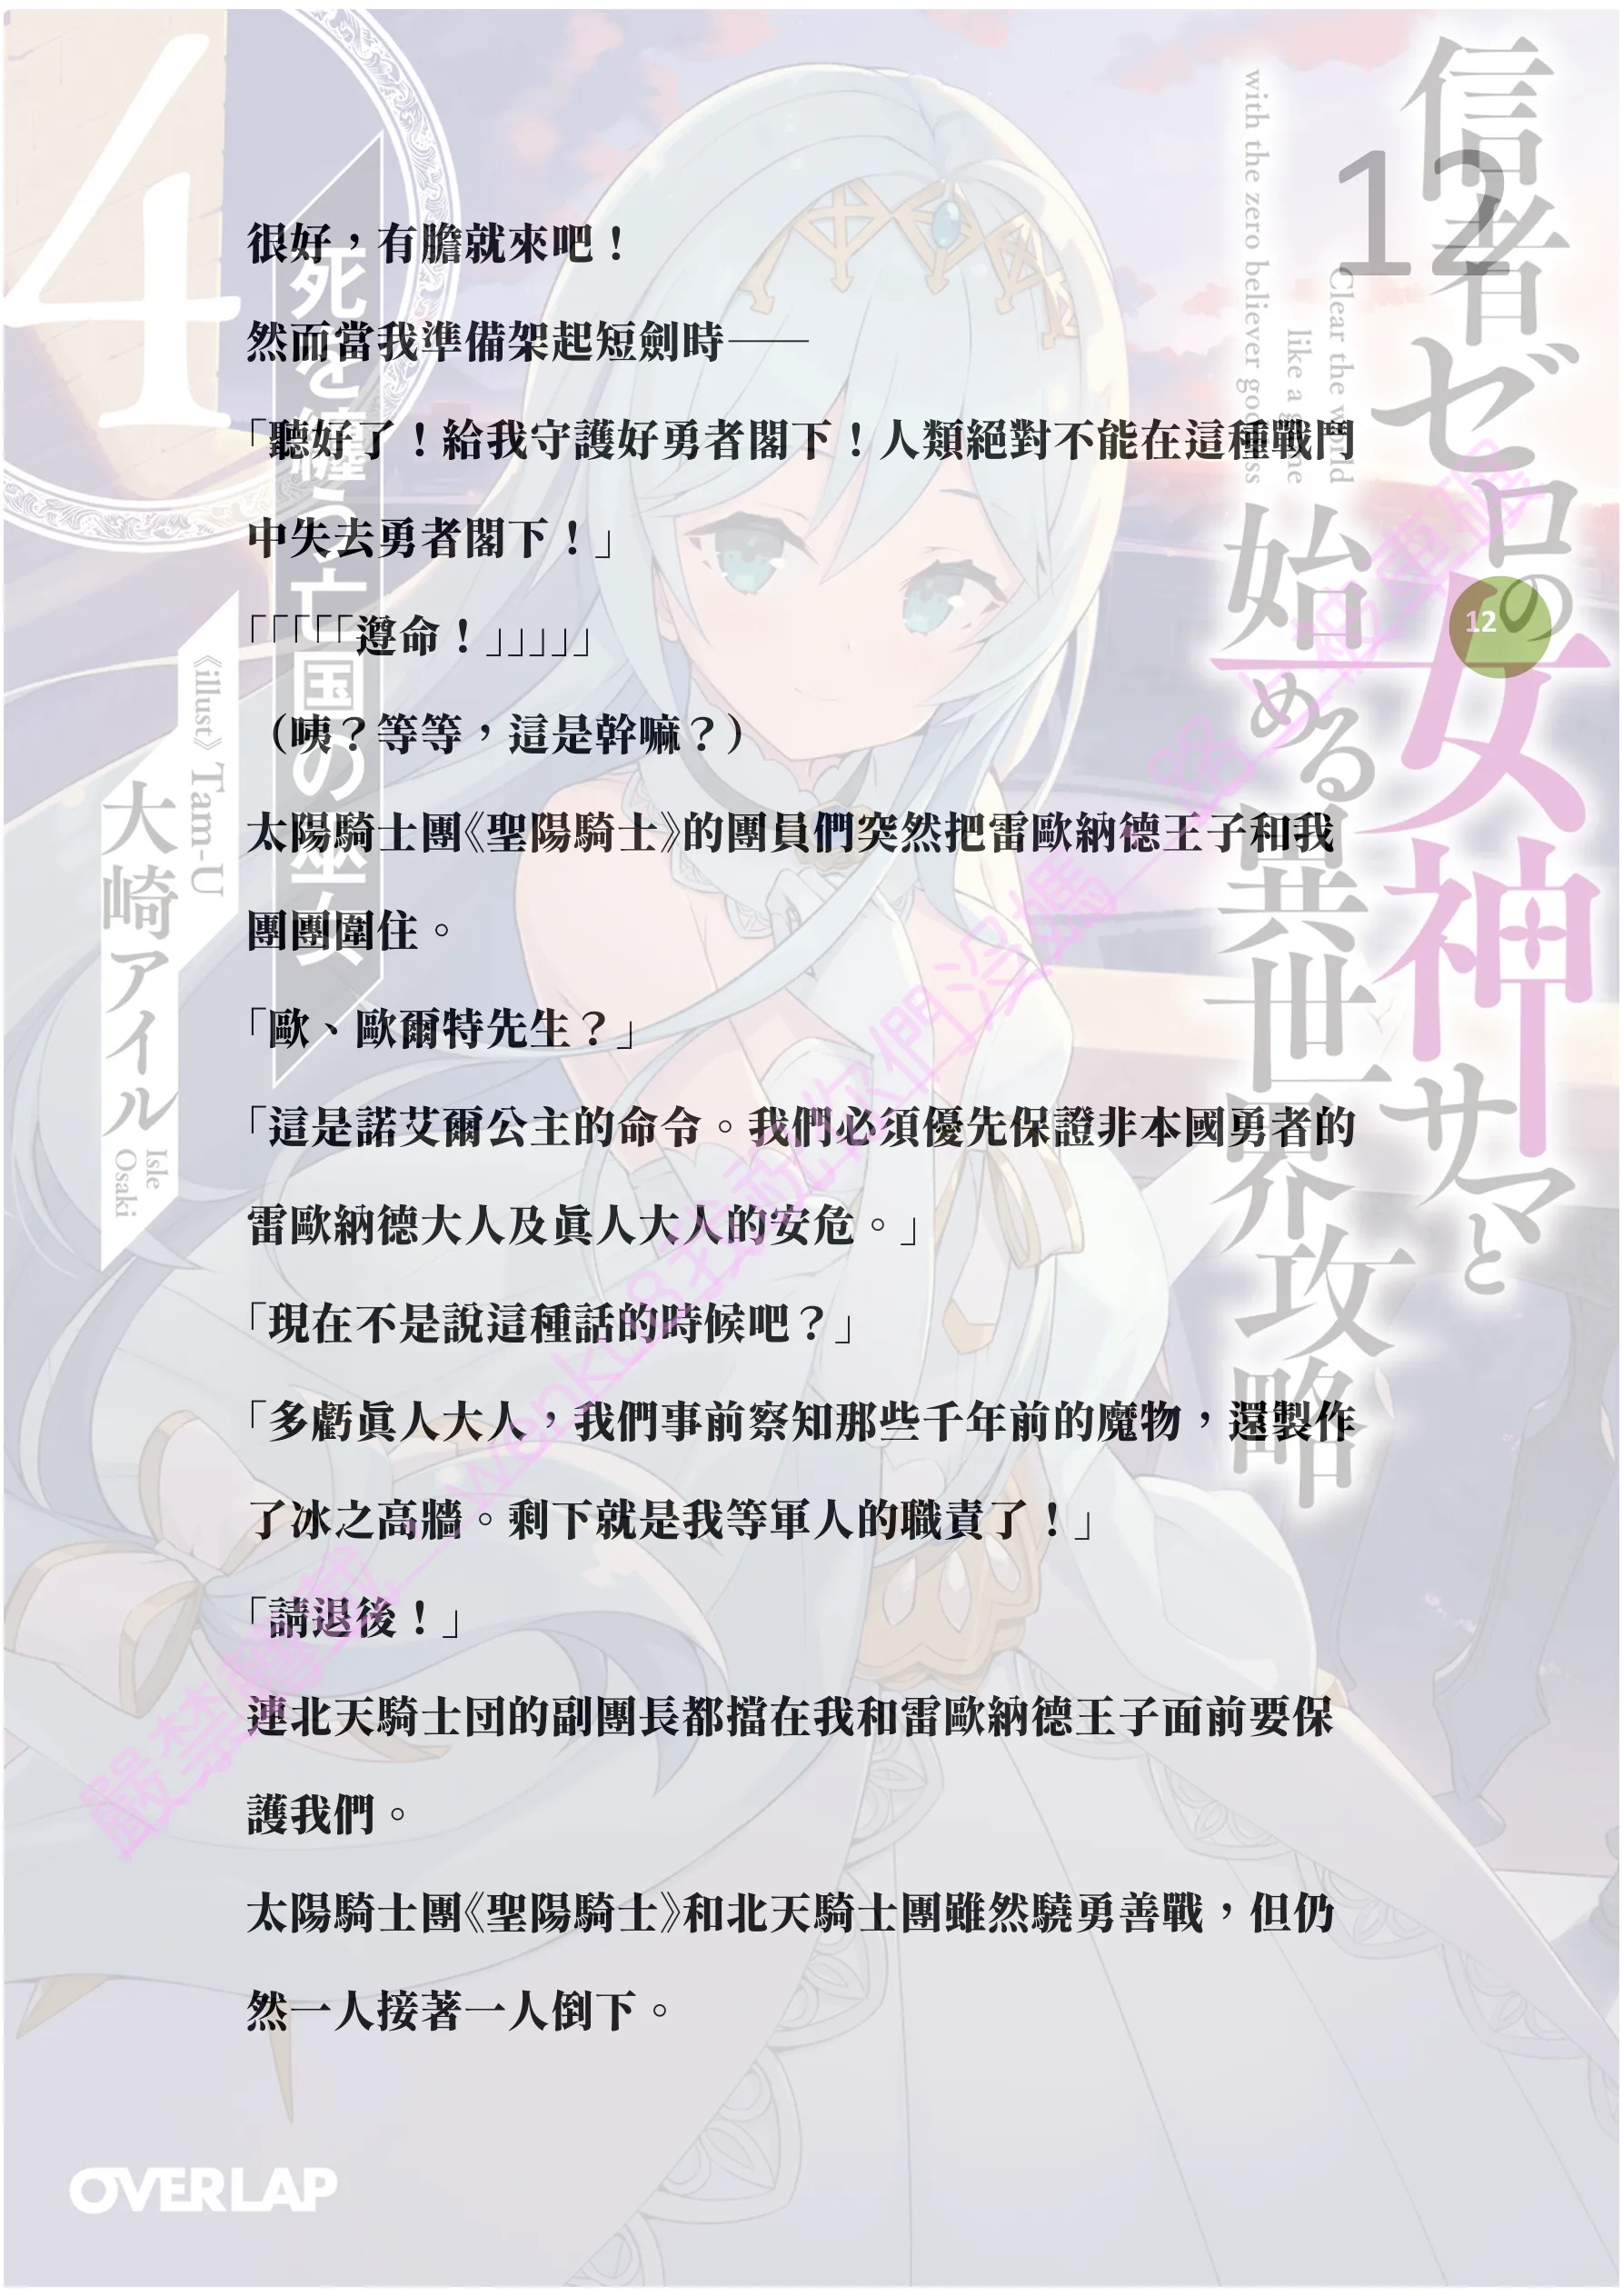 很好，有膽就來吧！
然而當我準備架起短劍時——
「聽好了！給我守護好勇者閣下！人類絕對不能在這種戰鬥
中失去勇者閣下！」
「「「「「遵命！」」」」」
（咦？等等，這是幹嘛？）
太陽騎士團《聖陽騎士》的團員們突然把雷歐納德王子和我
團團圍住。
「歐、歐爾特先生？」
「這是諾艾爾公主的命令。我們必須優先保證非本國勇者的
雷歐納德大人及眞人大人的安危。」
「現在不是說這種話的時候吧？」
「多虧眞人大人，我們事前察知那些千年前的魔物，還製作
了冰之高牆。剩下就是我等軍人的職責了！」
「請退後！」
連北天騎士団的副團長都擋在我和雷歐納德王子面前要保
護我們。
太陽騎士團《聖陽騎士》和北天騎士團雖然驍勇善戰，但仍
然一人接著一人倒下。
信者ゼロの女神サマと
始める異世界攻略
Clear the world
like a game
with the zero believer goddess
12
12
4
死を纏う亡国の巫女
《illust》Tam-U
大崎アイル
Isle
Osaki
OVERLAP